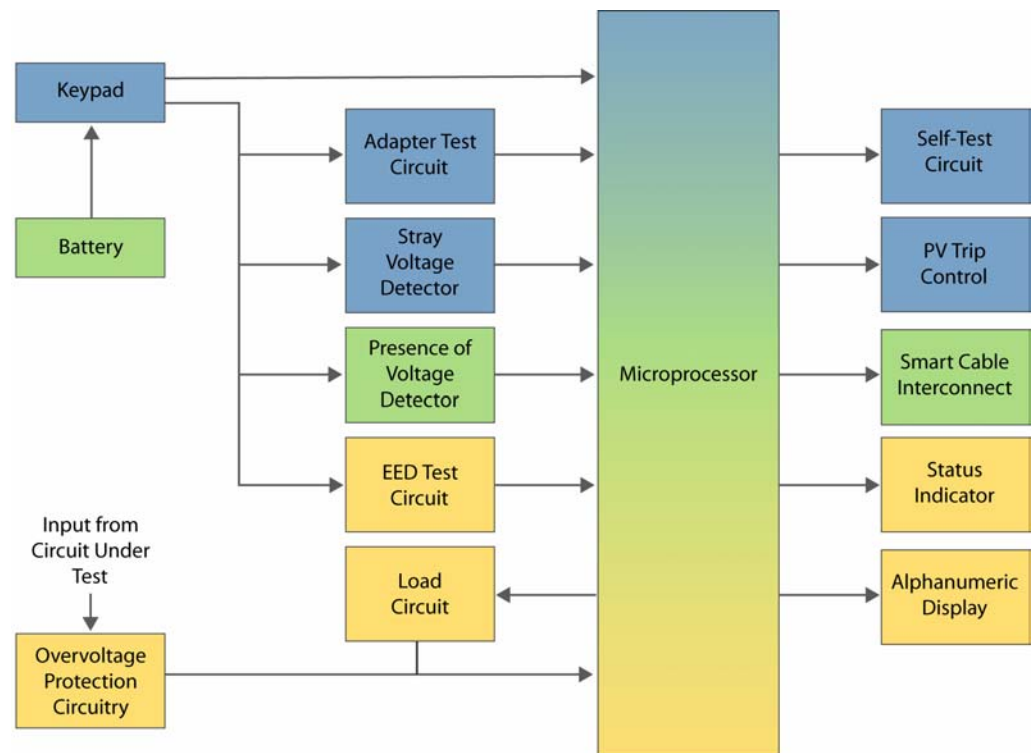 Keypad
Battery
Input from
Circuit Under
Test
Overvoltage
Protection
Circuitry
Adapter Test
Circuit
Stray
Voltage
Detector
Presence of
Voltage
Detector
EED Test
Circuit
Load
Circuit
Microprocessor
Self-Test
Circuit
PV Trip
Control
Smart Cable
Interconnect
Status
Indicator
Alphanumeric
Display